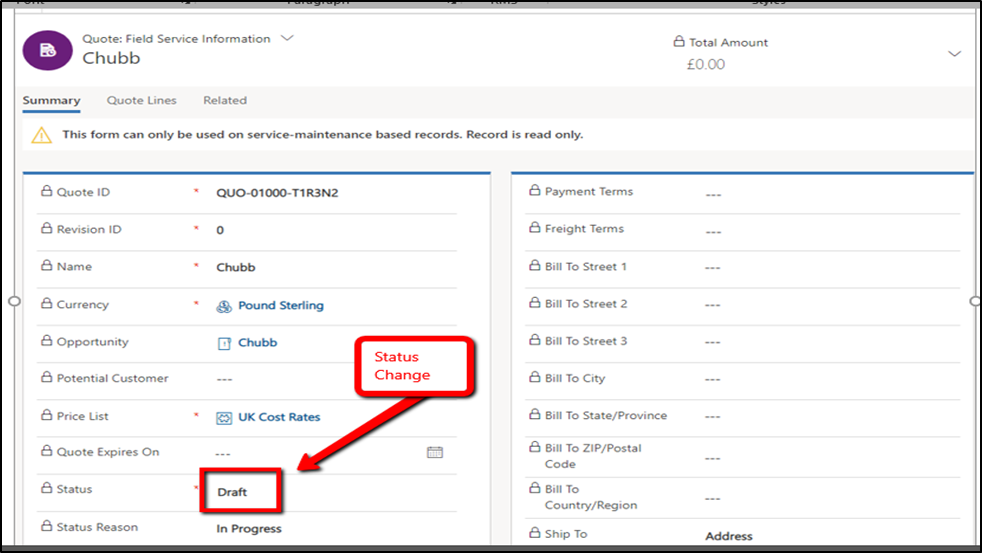 Font Paragraph Styles
Quote: Field Service Information
Chubb
Total Amount
£0.00
Summary Quote Lines Related
This form can only be used on service-maintenance based records. Record is read only.
Quote ID * QUO-01000-T1R3N2
Revision ID * 0
Name * Chubb
Currency * Pound Sterling
Opportunity Chubb
Potential Customer ---
Price List * UK Cost Rates
Quote Expires On ---
Status * Draft
Status Reason In Progress
Status
Change
Payment Terms ---
Freight Terms ---
Bill To Street 1 ---
Bill To Street 2 ---
Bill To Street 3 ---
Bill To City ---
Bill To State/Province ---
Bill To ZIP/Postal
Code ---
Bill To
Country/Region ---
Ship To Address